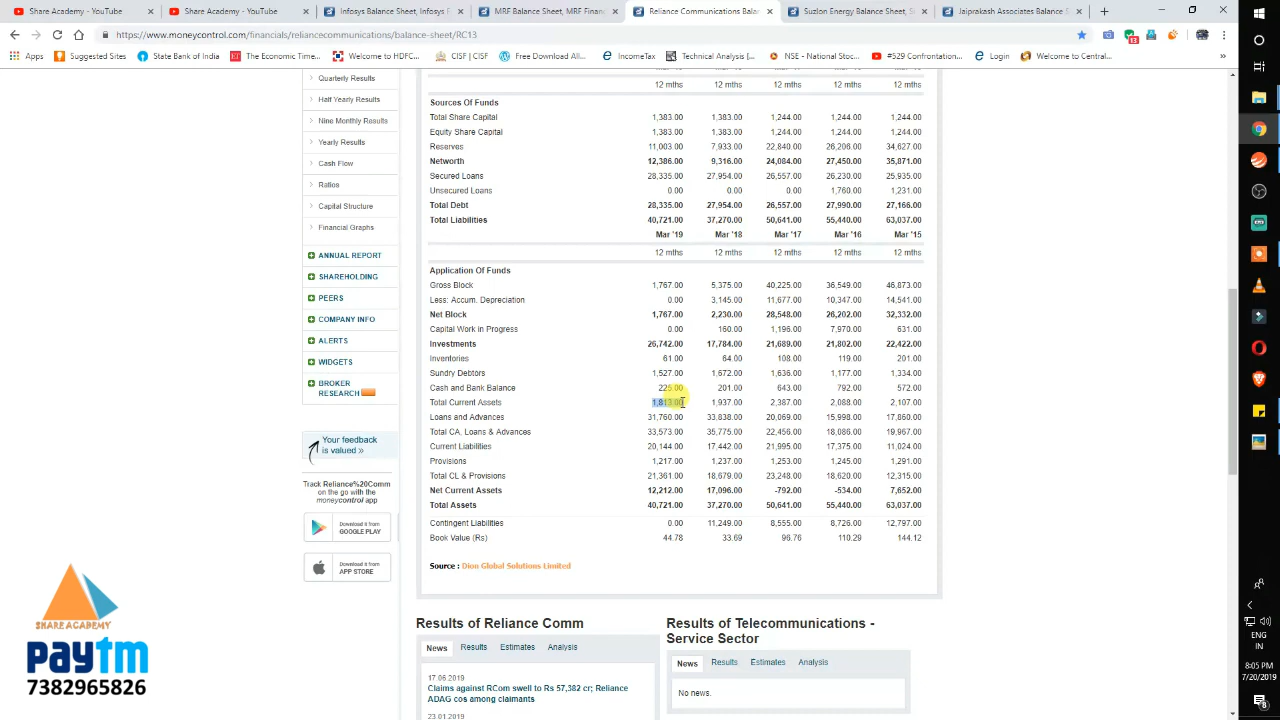 Share Academy - YouTube
Share Academy - YouTube
Infosys Balance Sheet, Infosys F
MRF Balance Sheet, MRF Financ
Reliance Communications Bala
Suzlon Energy Balance Sheet, S
Jaiprakash Associates Balance S
https://www.moneycontrol.com/financials/reliancecommunications/balance-sheet/RC13
Apps
Suggested Sites
State Bank of India
The Economic Time...
Welcome to HDFC...
CISF | CISF
Free Download All...
IncomeTax
Technical Analysis |...
NSE - National Stoc...
#529 Confrontation...
Login
Welcome to Central...
Quarterly Results
Half Yearly Results
Nine Monthly Results
Yearly Results
Cash Flow
Ratios
Capital Structure
Financial Graphs
ANNUAL REPORT
SHAREHOLDING
PEERS
COMPANY INFO
ALERTS
WIDGETS
BROKER
RESEARCH
Your feedback
is valued »
Track Reliance%20Comm
on the go with the
moneycontrol app
Download it from
GOOGLE PLAY
Download it from
APP STORE
12 mths 12 mths 12 mths 12 mths 12 mths
Sources Of Funds
Total Share Capital 1,383.00 1,383.00 1,244.00 1,244.00 1,244.00
Equity Share Capital 1,383.00 1,383.00 1,244.00 1,244.00 1,244.00
Reserves 11,003.00 7,933.00 22,840.00 26,206.00 34,627.00
Networth 12,386.00 9,316.00 24,084.00 27,450.00 35,871.00
Secured Loans 28,335.00 27,954.00 26,557.00 26,230.00 25,935.00
Unsecured Loans 0.00 0.00 0.00 1,760.00 1,231.00
Total Debt 28,335.00 27,954.00 26,557.00 27,990.00 27,166.00
Total Liabilities 40,721.00 37,270.00 50,641.00 55,440.00 63,037.00
Mar '19 Mar '18 Mar '17 Mar '16 Mar '15
12 mths 12 mths 12 mths 12 mths 12 mths
Application Of Funds
Gross Block 1,767.00 5,375.00 40,225.00 36,549.00 46,873.00
Less: Accum. Depreciation 0.00 3,145.00 11,677.00 10,347.00 14,541.00
Net Block 1,767.00 2,230.00 28,548.00 26,202.00 32,332.00
Capital Work in Progress 0.00 160.00 1,196.00 7,970.00 631.00
Investments 26,742.00 17,784.00 21,689.00 21,802.00 22,422.00
Inventories 61.00 64.00 108.00 119.00 201.00
Sundry Debtors 1,527.00 1,672.00 1,636.00 1,177.00 1,334.00
Cash and Bank Balance 225.00 201.00 643.00 792.00 572.00
Total Current Assets 1,813.00 1,937.00 2,387.00 2,088.00 2,107.00
Loans and Advances 31,760.00 33,838.00 20,069.00 15,998.00 17,860.00
Total CA, Loans & Advances 33,573.00 35,775.00 22,456.00 18,086.00 19,967.00
Current Liabilities 20,144.00 17,442.00 21,995.00 17,375.00 11,024.00
Provisions 1,217.00 1,237.00 1,253.00 1,245.00 1,291.00
Total CL & Provisions 21,361.00 18,679.00 23,248.00 18,620.00 12,315.00
Net Current Assets 12,212.00 17,096.00 -792.00 -534.00 7,652.00
Total Assets 40,721.00 37,270.00 50,641.00 55,440.00 63,037.00
Contingent Liabilities 0.00 11,249.00 8,555.00 8,726.00 12,797.00
Book Value (Rs) 44.78 33.69 96.76 110.29 144.12
Source : Dion Global Solutions Limited
Results of Reliance Comm
News Results Estimates Analysis
17.06.2019
Claims against RCom swell to Rs 57,382 cr; Reliance
ADAG cos among claimants
23.01.2019
Results of Telecommunications -
Service Sector
News Results Estimates Analysis
No news.
SHARE ACADEMY
paytm
7382965826
ENG
IN
8:05 PM
7/20/2019